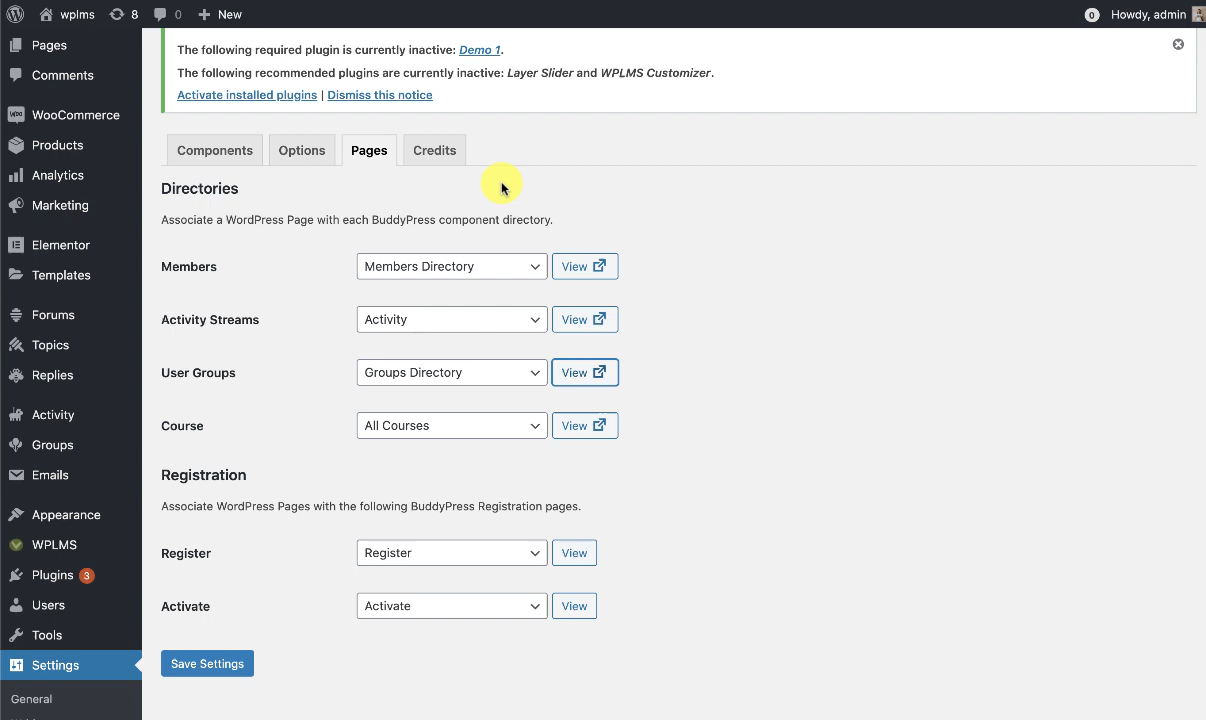 wplms 8 0 New 0 Howdy, admin
Pages
Comments
WooCommerce
Products
Analytics
Marketing
Elementor
Templates
Forums
Topics
Replies
Activity
Groups
Emails
Appearance
WPLMS
Plugins 3
Users
Tools
Settings
General
The following required plugin is currently inactive: Demo 1.
The following recommended plugins are currently inactive: Layer Slider and WPLMS Customizer.
Activate installed plugins | Dismiss this notice
Components Options Pages Credits
Directories
Associate a WordPress Page with each BuddyPress component directory.
Members Members Directory View
Activity Streams Activity View
User Groups Groups Directory View
Course All Courses View
Registration
Associate WordPress Pages with the following BuddyPress Registration pages.
Register Register View
Activate Activate View
Save Settings